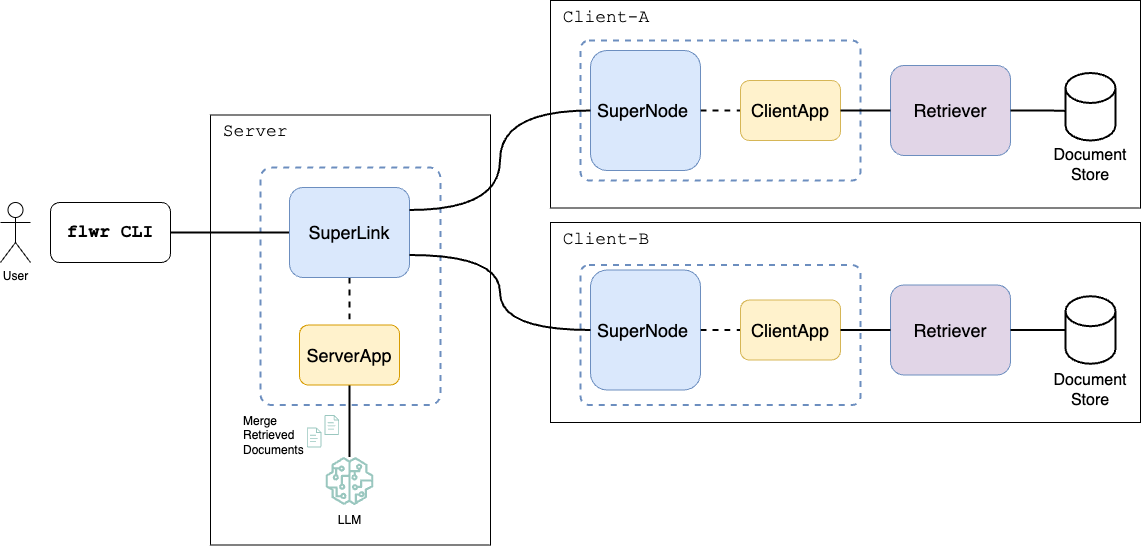 User
flwr CLI
Server
SuperLink
ServerApp
Merge
Retrieved
Documents
LLM
Client-A
SuperNode
ClientApp
Retriever
Document
Store
Client-B
SuperNode
ClientApp
Retriever
Document
Store